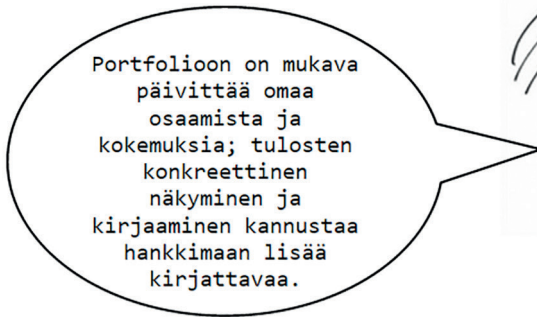 Portfolioon on mukava
päivittää omaa
osaamista ja
kokemuksia; tulosten
konkreettinen
näkyminen ja
kirjaaminen kannustaa
hankkimaan lisää
kirjattavaa.